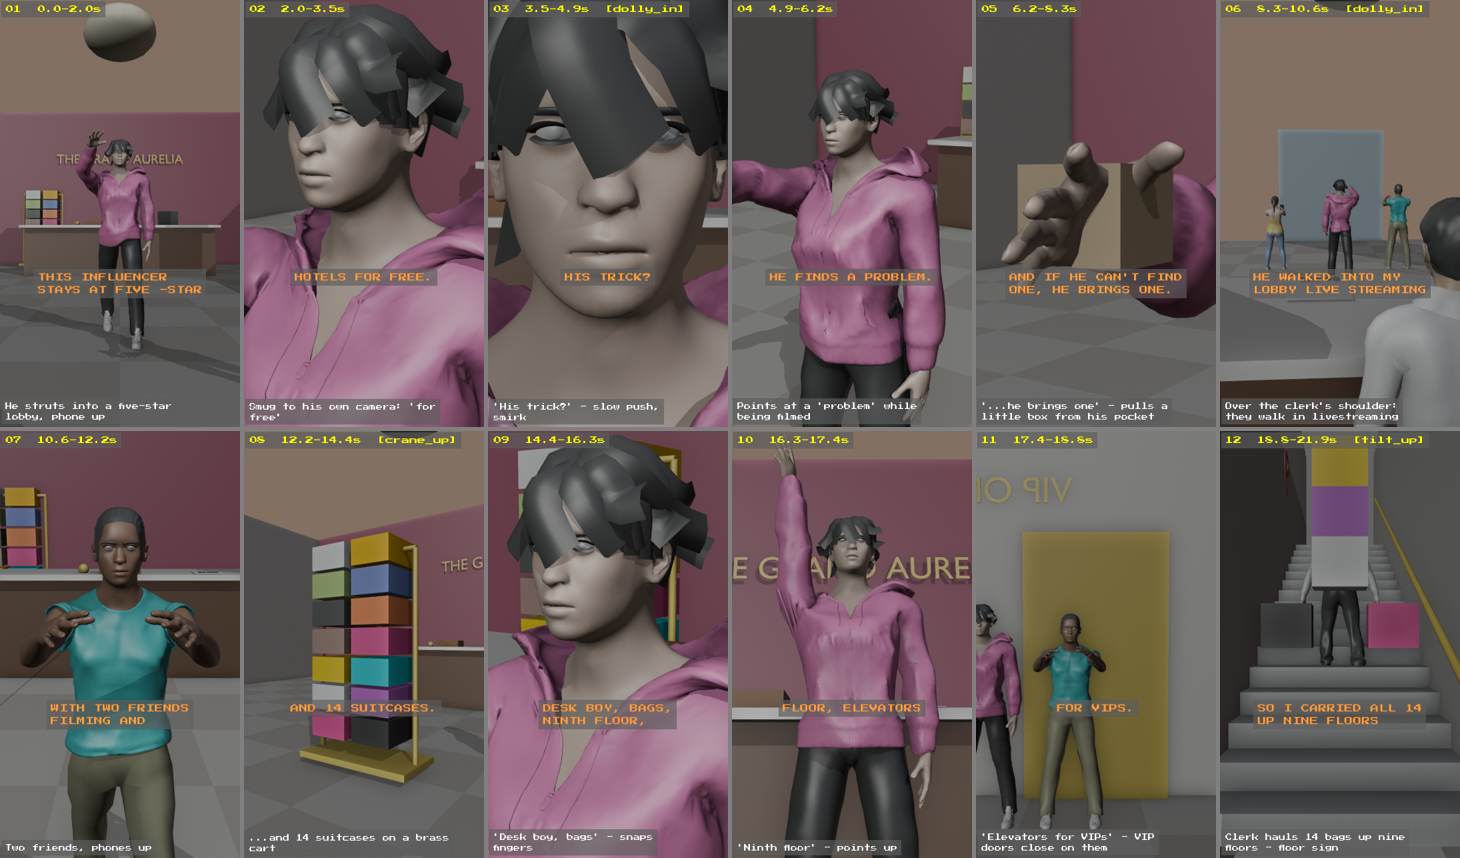 01 0.0-2.0s
THE GRAND AURELIA
THIS INFLUENCER
STAYS AT FIVE -STAR
He struts into a five-star
lobby, phone up
02 2.0-3.5s
HOTELS FOR FREE.
Smug to his own camera: 'for
free'
03 3.5-4.9s [dolly_in]
HIS TRICK?
'His trick?' - slow push,
smirk
04 4.9-6.2s
HE FINDS A PROBLEM.
Points at a 'problem' while
being filmed
05 6.2-8.3s
AND IF HE CAN'T FIND
ONE, HE BRINGS ONE.
'...he brings one' - pulls a
little box from his pocket
06 8.3-10.6s [dolly_in]
HE WALKED INTO MY
LOBBY LIVE STREAMING
Over the clerk's shoulder:
they walk in livestreaming
07 10.6-12.2s
WITH TWO FRIENDS
FILMING AND
Two friends, phones up
08 12.2-14.4s [crane_up]
THE G
AND 14 SUITCASES.
...and 14 suitcases on a brass
cart
09 14.4-16.3s
DESK BOY, BAGS,
NINTH FLOOR,
'Desk boy, bags' - snaps
fingers
10 16.3-17.4s
E GRAND AURE
FLOOR, ELEVATORS
'Ninth floor' - points up
11 17.4-18.8s
VIP ON
FOR VIPS.
'Elevators for VIPs' - VIP
doors close on them
12 18.8-21.9s [tilt_up]
SO I CARRIED ALL 14
UP NINE FLOORS
Clerk hauls 14 bags up nine
floors - floor sign